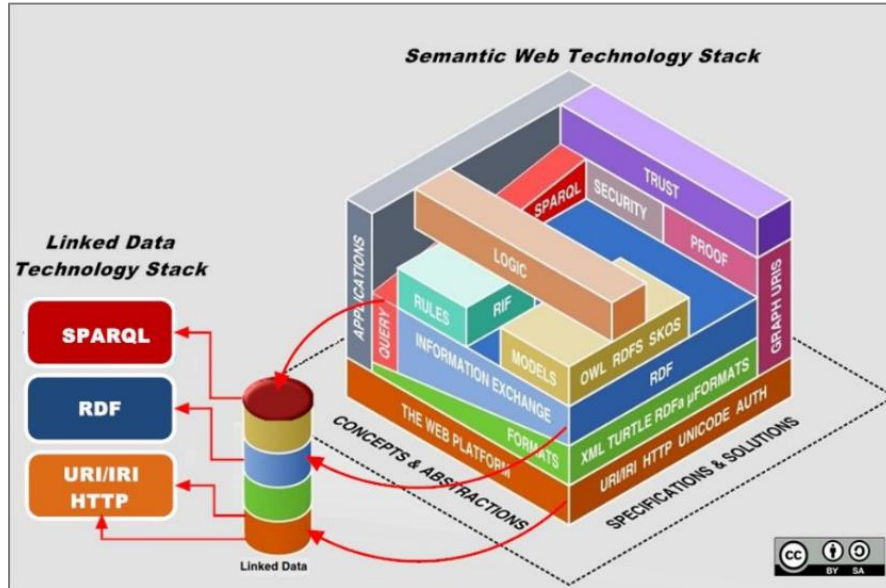 Semantic Web Technology Stack
Linked Data
Technology Stack
SPARQL
RDF
URI/IRI
HTTP
Linked Data
APPLICATIONS
TRUST
SPARQL
SECURITY
PROOF
LOGIC
GRAPH URIS
QUERY
RULES
RIF
MODELS
OWL RDFS SKOS
INFORMATION EXCHANGE
RDF
FORMATS
XML TURTLE RDFa µFORMATS
THE WEB PLATFORM
URI/IRI HTTP UNICODE AUTH
CONCEPTS & ABSTRACTIONS
SPECIFICATIONS & SOLUTIONS
cc
BY SA